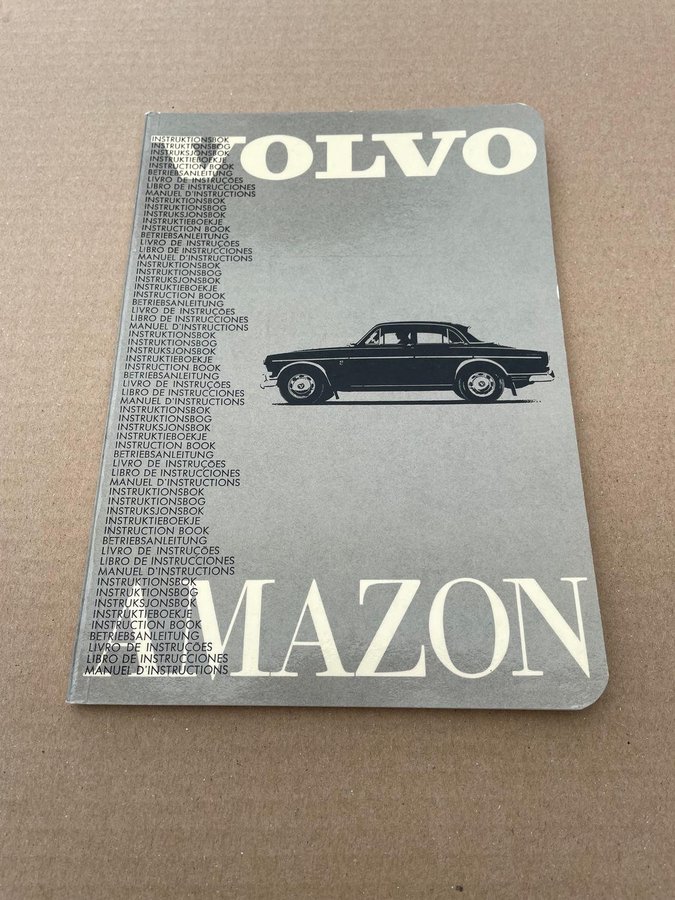 VOLVO
INSTRUKTIONSBOK
INSTRUKTIONSBOG
INSTRUKSJONSBOK
INSTRUKTIEBOEKJE
INSTRUCTION BOOK
BETRIEBSANLEITUNG
LIVRO DE INSTRUÇÕES
LIBRO DE INSTRUCCIONES
MANUEL D'INSTRUCTIONS
INSTRUKTIONSBOK
INSTRUKTIONSBOG
INSTRUKSJONSBOK
INSTRUKTIEBOEKJE
INSTRUCTION BOOK
BETRIEBSANLEITUNG
LIVRO DE INSTRUÇÕES
LIBRO DE INSTRUCCIONES
MANUEL D'INSTRUCTIONS
INSTRUKTIONSBOK
INSTRUKTIONSBOG
INSTRUKSJONSBOK
INSTRUKTIEBOEKJE
INSTRUCTION BOOK
BETRIEBSANLEITUNG
LIVRO DE INSTRUÇÕES
LIBRO DE INSTRUCCIONES
MANUEL D'INSTRUCTIONS
INSTRUKTIONSBOK
INSTRUKTIONSBOG
INSTRUKSJONSBOK
INSTRUKTIEBOEKJE
INSTRUCTION BOOK
BETRIEBSANLEITUNG
LIVRO DE INSTRUÇÕES
LIBRO DE INSTRUCCIONES
MANUEL D'INSTRUCTIONS
INSTRUKTIONSBOK
INSTRUKTIONSBOG
INSTRUKSJONSBOK
INSTRUKTIEBOEKJE
INSTRUCTION BOOK
BETRIEBSANLEITUNG
LIVRO DE INSTRUÇÕES
LIBRO DE INSTRUCCIONES
MANUEL D'INSTRUCTIONS
INSTRUKTIONSBOK
INSTRUKTIONSBOG
INSTRUKSJONSBOK
INSTRUKTIEBOEKJE
INSTRUCTION BOOK
BETRIEBSANLEITUNG
LIVRO DE INSTRUÇÕES
LIBRO DE INSTRUCCIONES
MANUEL D'INSTRUCTIONS
INSTRUKTIONSBOK
INSTRUKTIONSBOG
INSTRUKSJONSBOK
INSTRUKTIEBOEKJE
INSTRUCTION BOOK
BETRIEBSANLEITUNG
LIVRO DE INSTRUÇÕES
LIBRO DE INSTRUCCIONES
MANUEL D'INSTRUCTIONS
AMAZON